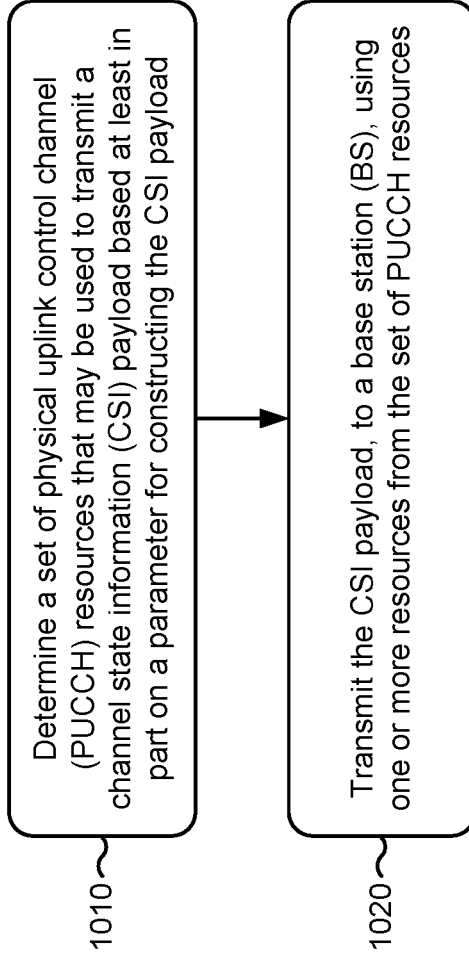 1010
Determine a set of physical uplink control channel
(PUCCH) resources that may be used to transmit a
channel state information (CSI) payload based at least in
part on a parameter for constructing the CSI payload
1020
Transmit the CSI payload, to a base station (BS), using
one or more resources from the set of PUCCH resources